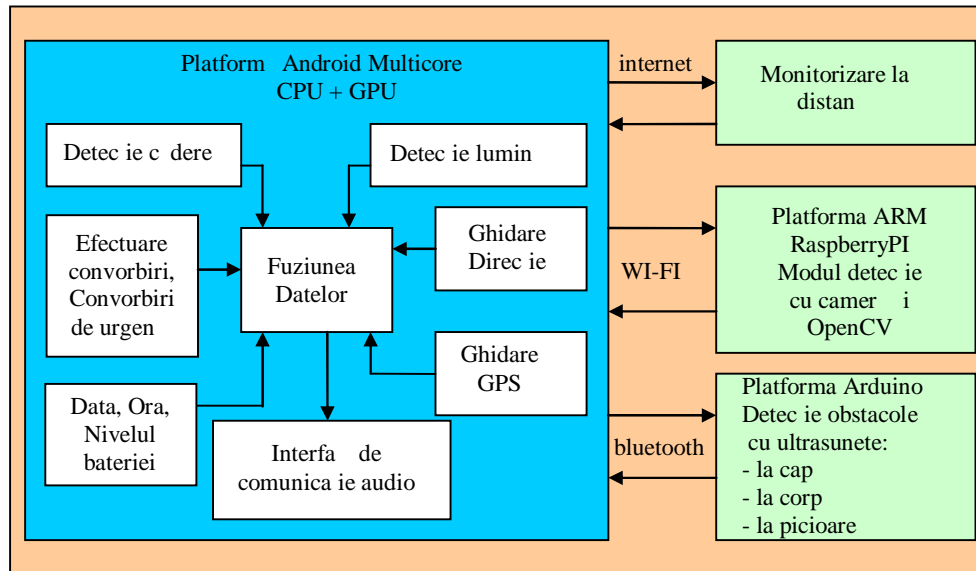 Platform Android Multicore
CPU + GPU
Detec ie c dere
Detec ie lumin
Efectuare
convorbiri,
Convorbiri
de urgen
Fuziunea
Datelor
Ghidare
Direc ie
Ghidare
GPS
Data, Ora,
Nivelul
bateriei
Interfa de
comunica ie audio
internet
WI-FI
bluetooth
Monitorizare la
distan
Platforma ARM
RaspberryPI
Modul detec ie
cu camer i
OpenCV
Platforma Arduino
Detec ie obstacole
cu ultrasunete:
- la cap
- la corp
- la picioare